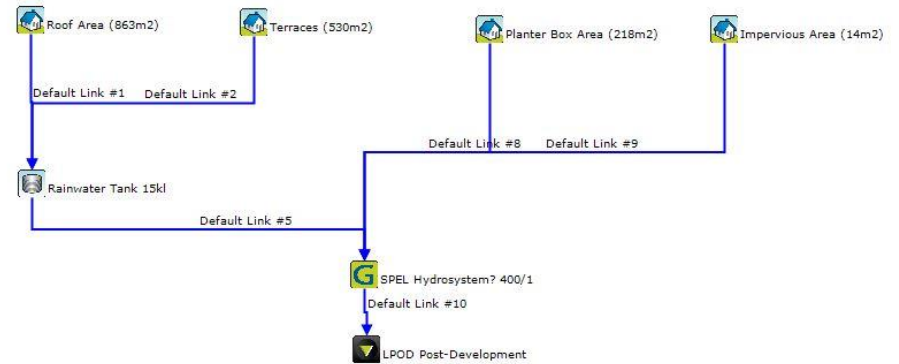 Roof Area (863m2)
Terraces (530m2)
Planter Box Area (218m2)
Impervious Area (14m2)
Default Link #1
Default Link #2
Default Link #8
Default Link #9
Rainwater Tank 15kl
Default Link #5
G
SPEL Hydrosystem? 400/1
Default Link #10
LPOD Post-Development